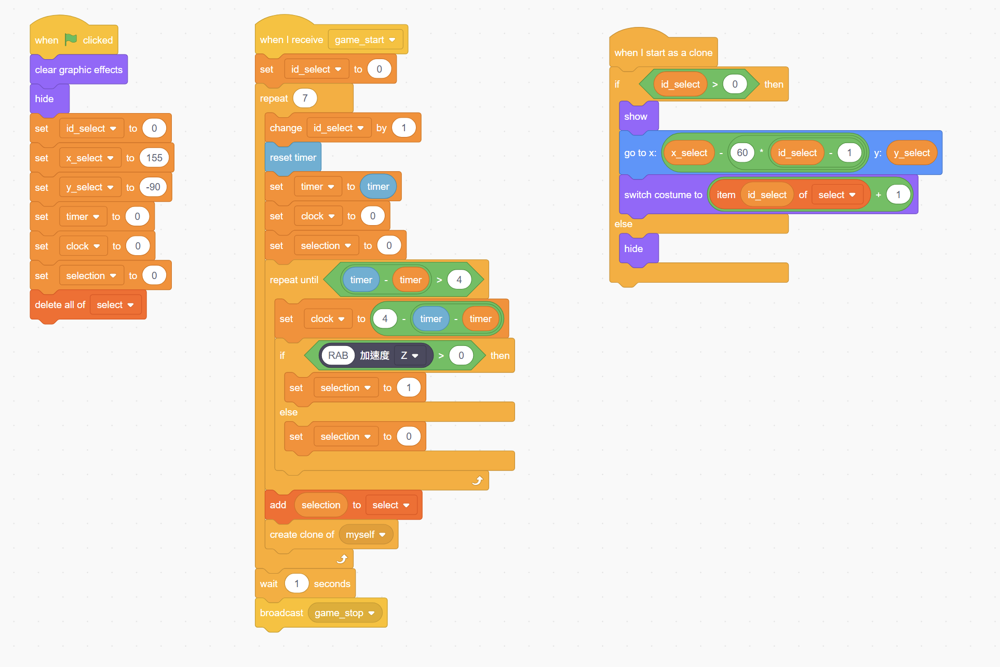 when clicked
clear graphic effects
hide
set id_select to 0
set x_select to 155
set y_select to -90
set timer to 0
set clock to 0
set selection to 0
delete all of select
when I receive game_start
set id_select to 0
repeat 7
change id_select by 1
reset timer
set timer to timer
set clock to 0
set selection to 0
repeat until timer - timer > 4
set clock to 4 - timer - timer
if RAB 加速度 Z > 0 then
set selection to 1
else
set selection to 0
add selection to select
create clone of myself
wait 1 seconds
broadcast game_stop
when I start as a clone
if id_select > 0 then
show
go to x: x_select - 60 * id_select - 1 y: y_select
switch costume to item id_select of select + 1
else
hide